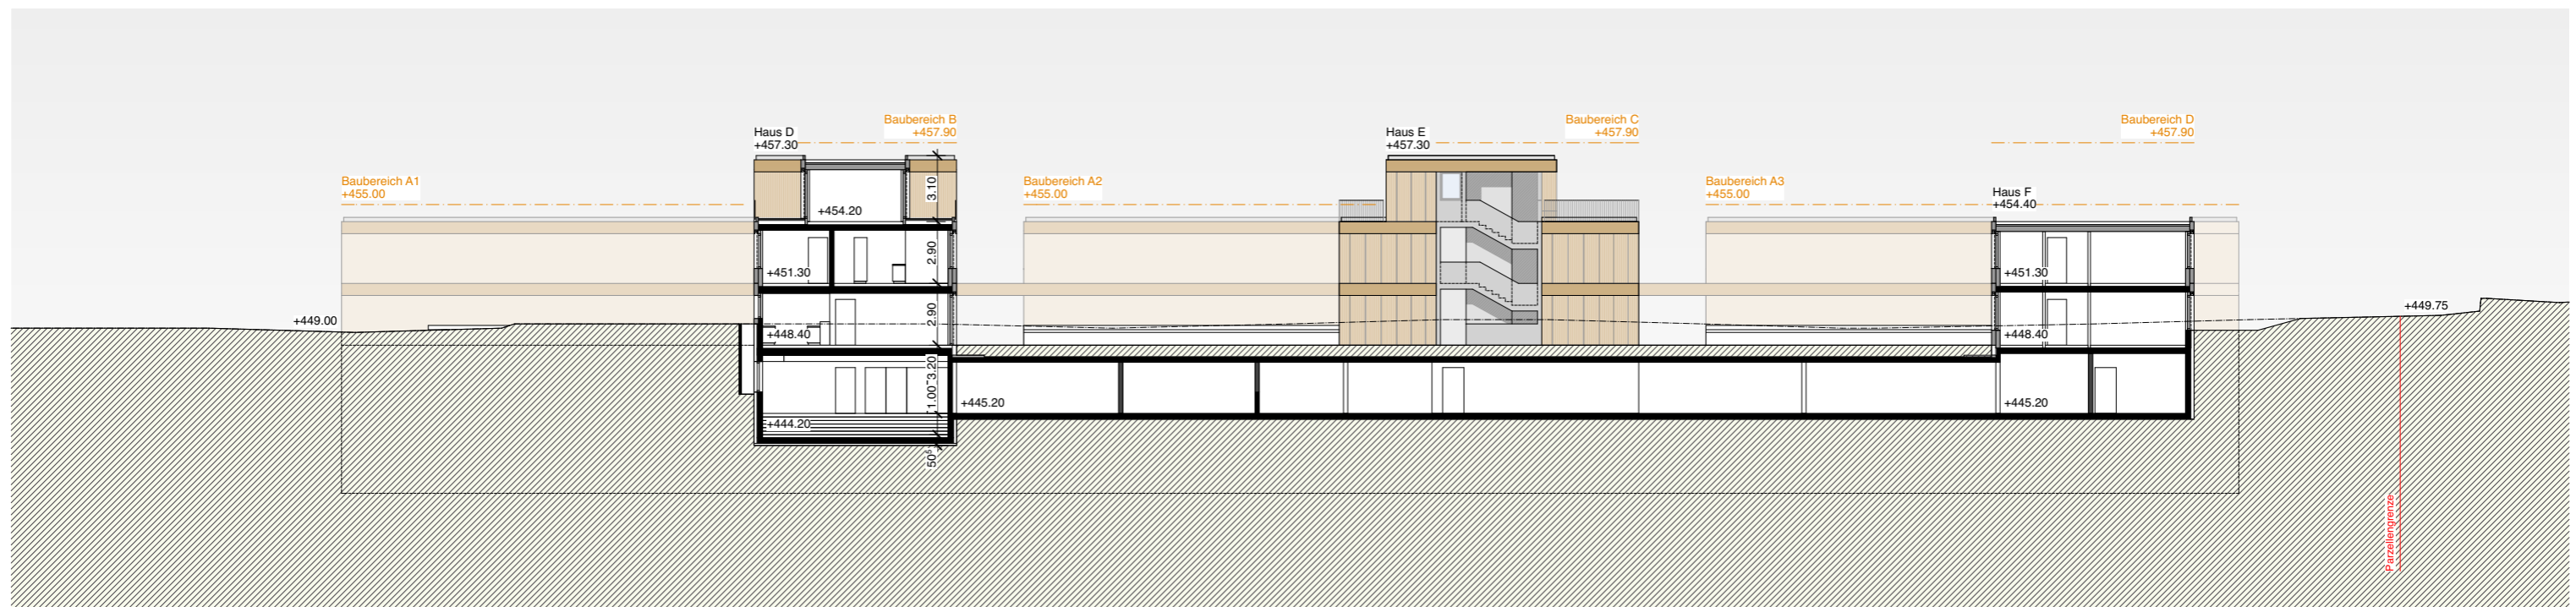 Baubereich B
+457.90
Haus D
+457.30
Baubereich C
+457.90
Haus E
+457.30
Baubereich D
+457.90
Baubereich A1
+455.00
Baubereich A2
+455.00
Baubereich A3
+455.00
Haus F
+454.40
3.10
+454.20
2.90
+451.30
+451.30
2.90
+449.00
+449.75
+448.40
+448.40
3.20
1.00
+445.20
+445.20
+444.20
50⁵
Parzellengrenze